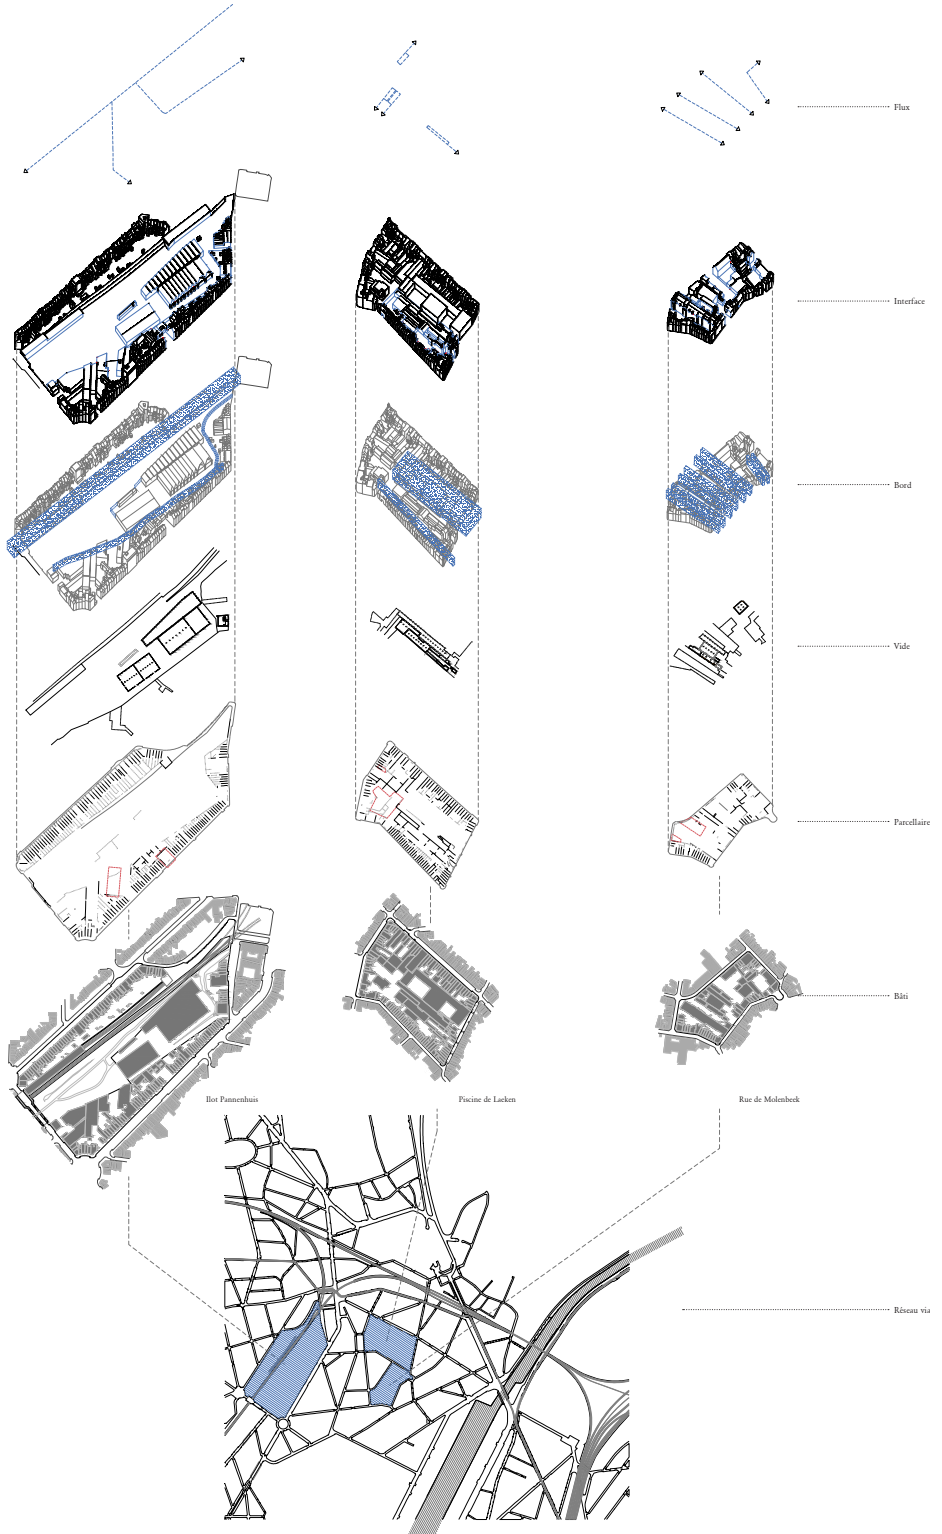 Flux
Interface
Bord
Vide
Parcellaire
Bâti
Ilot Pannenhuis
Piscine de Laeken
Rue de Molenbeek
Réseau via